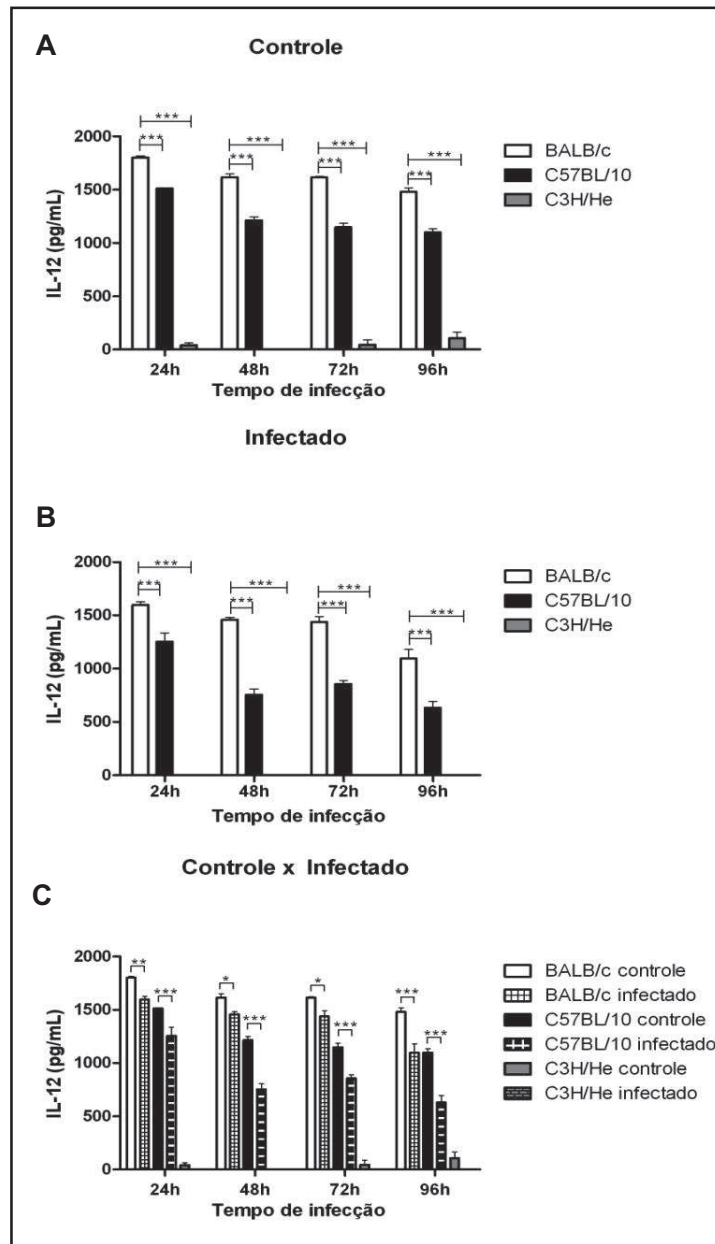 A
Controle
***
***
***
***
***
***
***
***
2000
1500
1000
500
0
IL-12 (pg/mL)
24h
48h
72h
96h
Tempo de infecção
BALB/c
C57BL/10
C3H/He
Infectado
B
***
***
***
***
***
***
***
***
2000
1500
1000
500
0
IL-12 (pg/mL)
24h
48h
72h
96h
Tempo de infecção
BALB/c
C57BL/10
C3H/He
Controle x Infectado
C
**
***
*
***
*
***
***
***
2000
1500
1000
500
0
IL-12 (pg/mL)
24h
48h
72h
96h
Tempo de infecção
BALB/c controle
BALB/c infectado
C57BL/10 controle
C57BL/10 infectado
C3H/He controle
C3H/He infectado